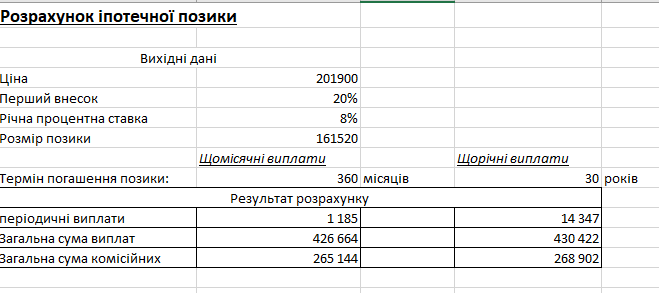 Розрахунок іпотечної позики
Вихідні дані
Ціна 201900
Перший внесок 20%
Річна процентна ставка 8%
Розмір позики 161520
Щомісячні виплати Щорічні виплати
Термін погашення позики: 360 місяців 30 років
Результат розрахунку
періодичні виплати 1 185 14 347
Загальна сума виплат 426 664 430 422
Загальна сума комісійних 265 144 268 902